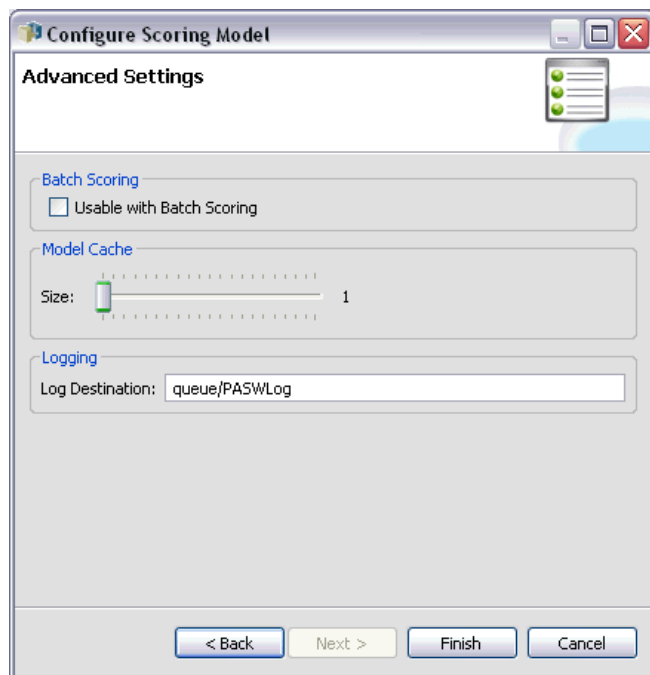 Configure Scoring Model
Advanced Settings
Batch Scoring
Usable with Batch Scoring
Model Cache
Size: 1
Logging
Log Destination: queue/PASWLog
< Back Next > Finish Cancel